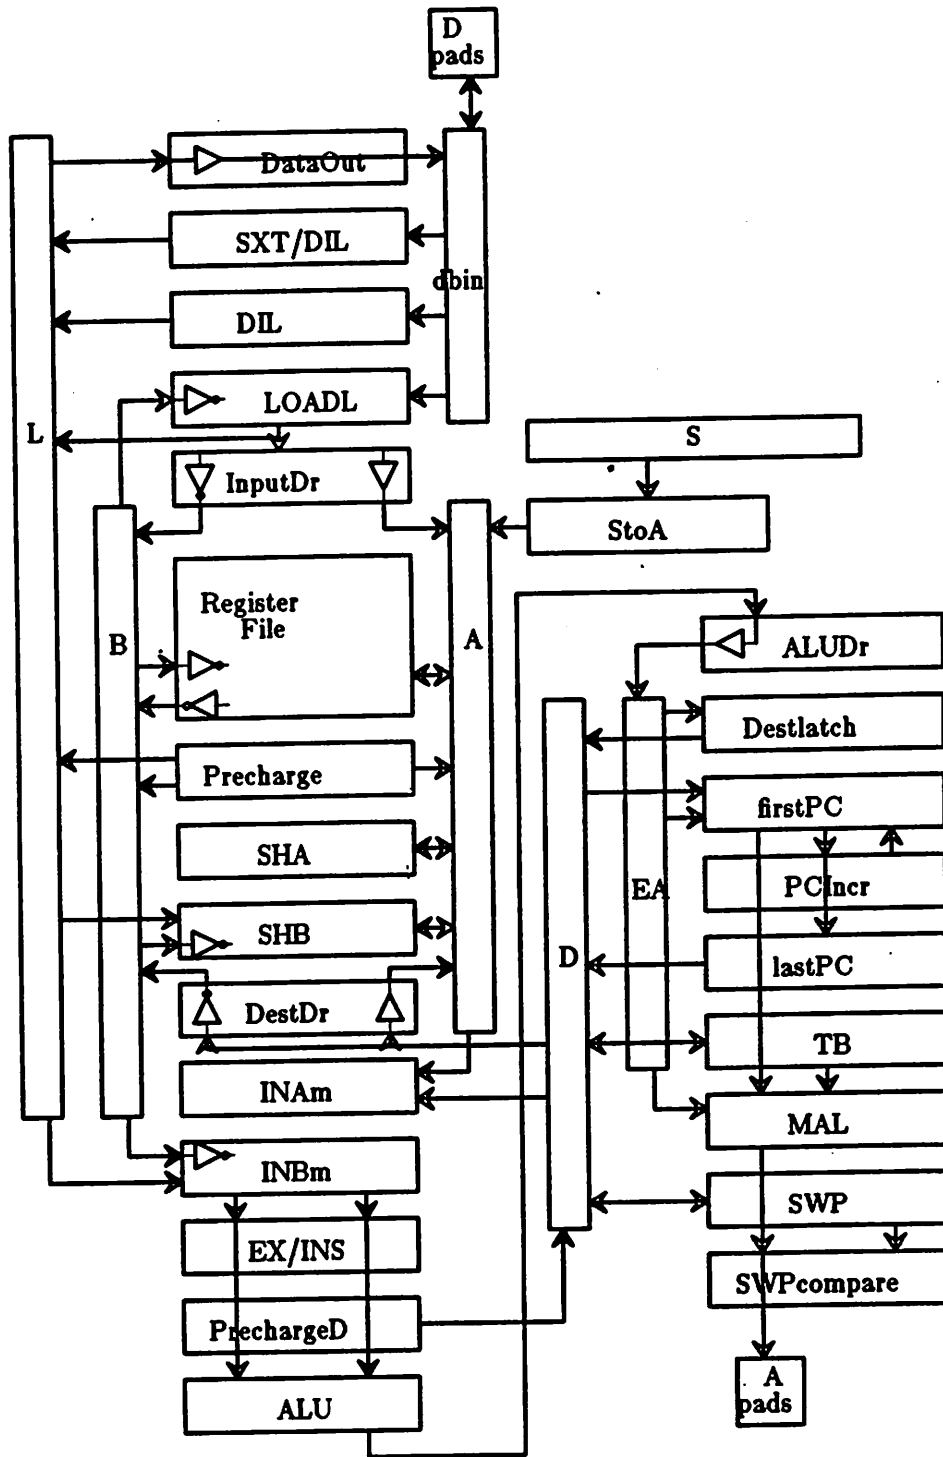 D
pads
DataOut
SXT/DIL
dbin
DIL
LOADL
L
S
InputDr
StoA
Register
File
B
A
ALUDr
Destlatch
Precharge
firstPC
SHA
EA
PCIncr
SHB
D
lastPC
DestDr
TB
INAm
MAL
INBm
SWP
EX/INS
SWPcompare
PrechargeD
A
pads
ALU